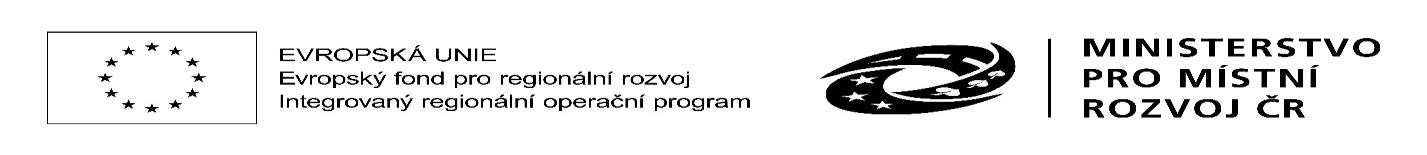 EVROPSKÁ UNIE
Evropský fond pro regionální rozvoj
Integrovaný regionální operační program
MINISTERSTVO
PRO MÍSTNÍ
ROZVOJ ČR